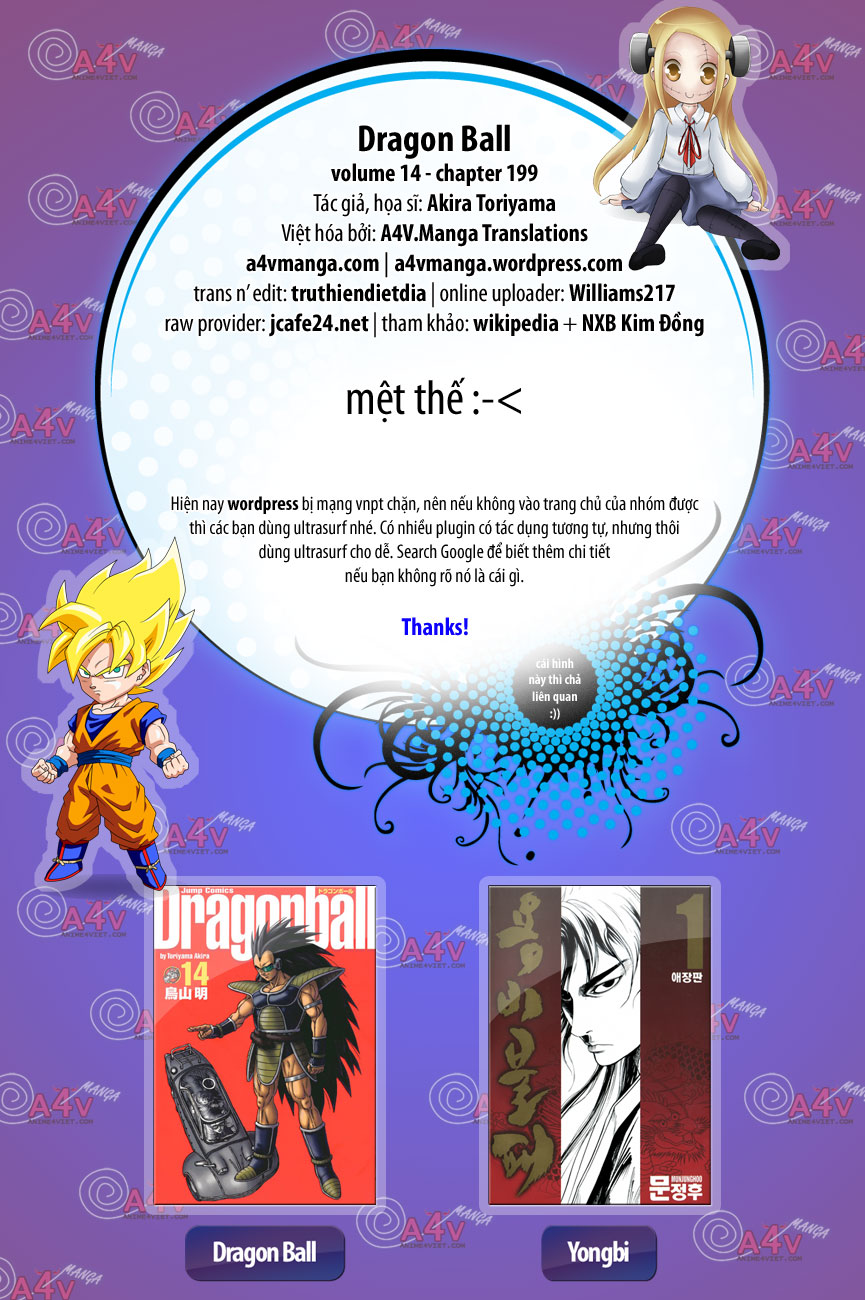 Dragon Ball
volume 14 - chapter 199
Tác giả, họa sĩ: Akira Toriyama
Việt hóa bởi: A4V.Manga Translations
a4vmanga.com | a4vmanga.wordpress.com
trans n' edit: truthiendietdia | online uploader: Williams217
raw provider: jcafe24.net | tham khảo: wikipedia + NXB Kim Đồng
mệt thế :-<
Hiện nay wordpress bị mạng vnpt chặn, nên nếu không vào trang chủ của nhóm được
thì các bạn dùng ultrasurf nhé. Có nhiều plugin có tác dụng tương tự, nhưng thôi
dùng ultrasurf cho dễ. Search Google để biết thêm chi tiết
nếu bạn không rõ nó là cái gì.
Thanks!
cái hình
này thì chả
liên quan
:))
Jump Comics
ドラゴンボール
Dragonball
by Toriyama Akira
14
鳥山明
용비불패
1
애장판
MUNJUNGHOO
문정후
Dragon Ball
Yongbi
A4V MANGA
ANIME4VIET.COM